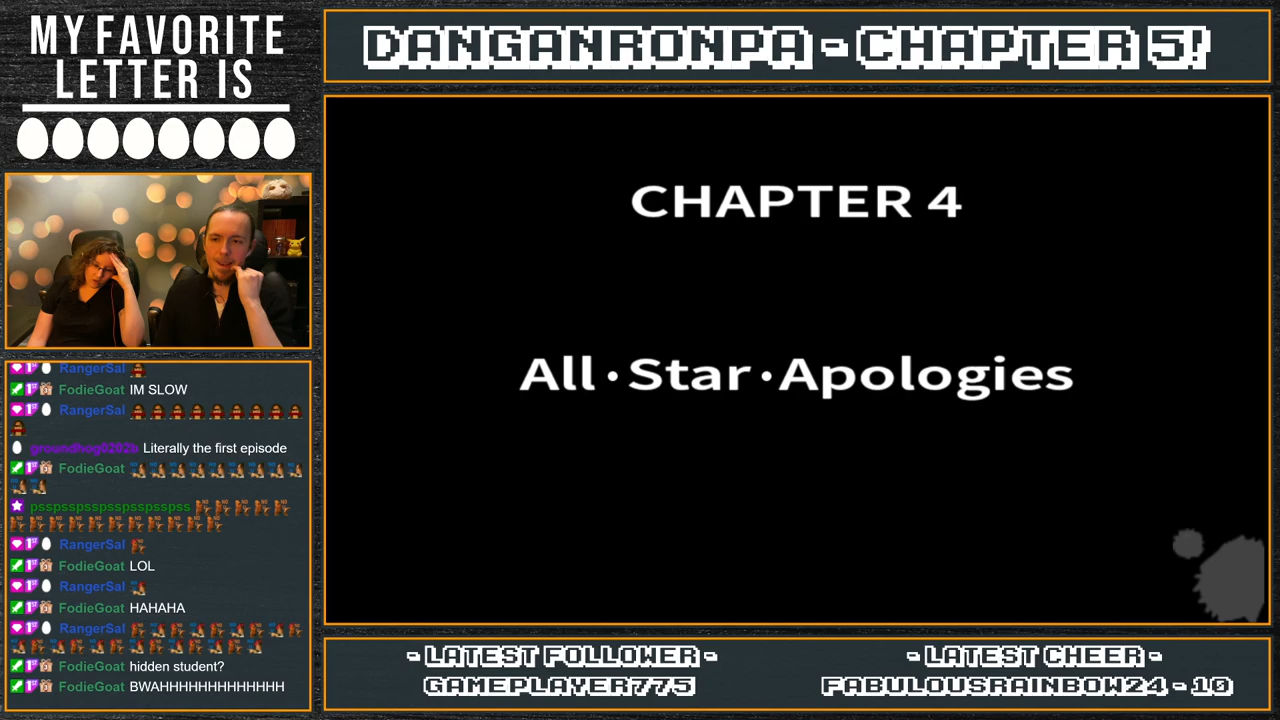 MY FAVORITE
LETTER IS
DANGANRONPA - CHAPTER 5!
CHAPTER 4
All·Star·Apologies
RangerSal
FodieGoat IM SLOW
RangerSal
groundhog0202b Literally the first episode
FodieGoat
psspsspsspsspsspsspss
RangerSal
FodieGoat LOL
RangerSal
FodieGoat HAHAHA
RangerSal
FodieGoat hidden student?
FodieGoat BWAHHHHHHHHHHHHH
- LATEST FOLLOWER -
GAMEPLAYER775
- LATEST CHEER -
FABULOUSRAINBOW24 - 10